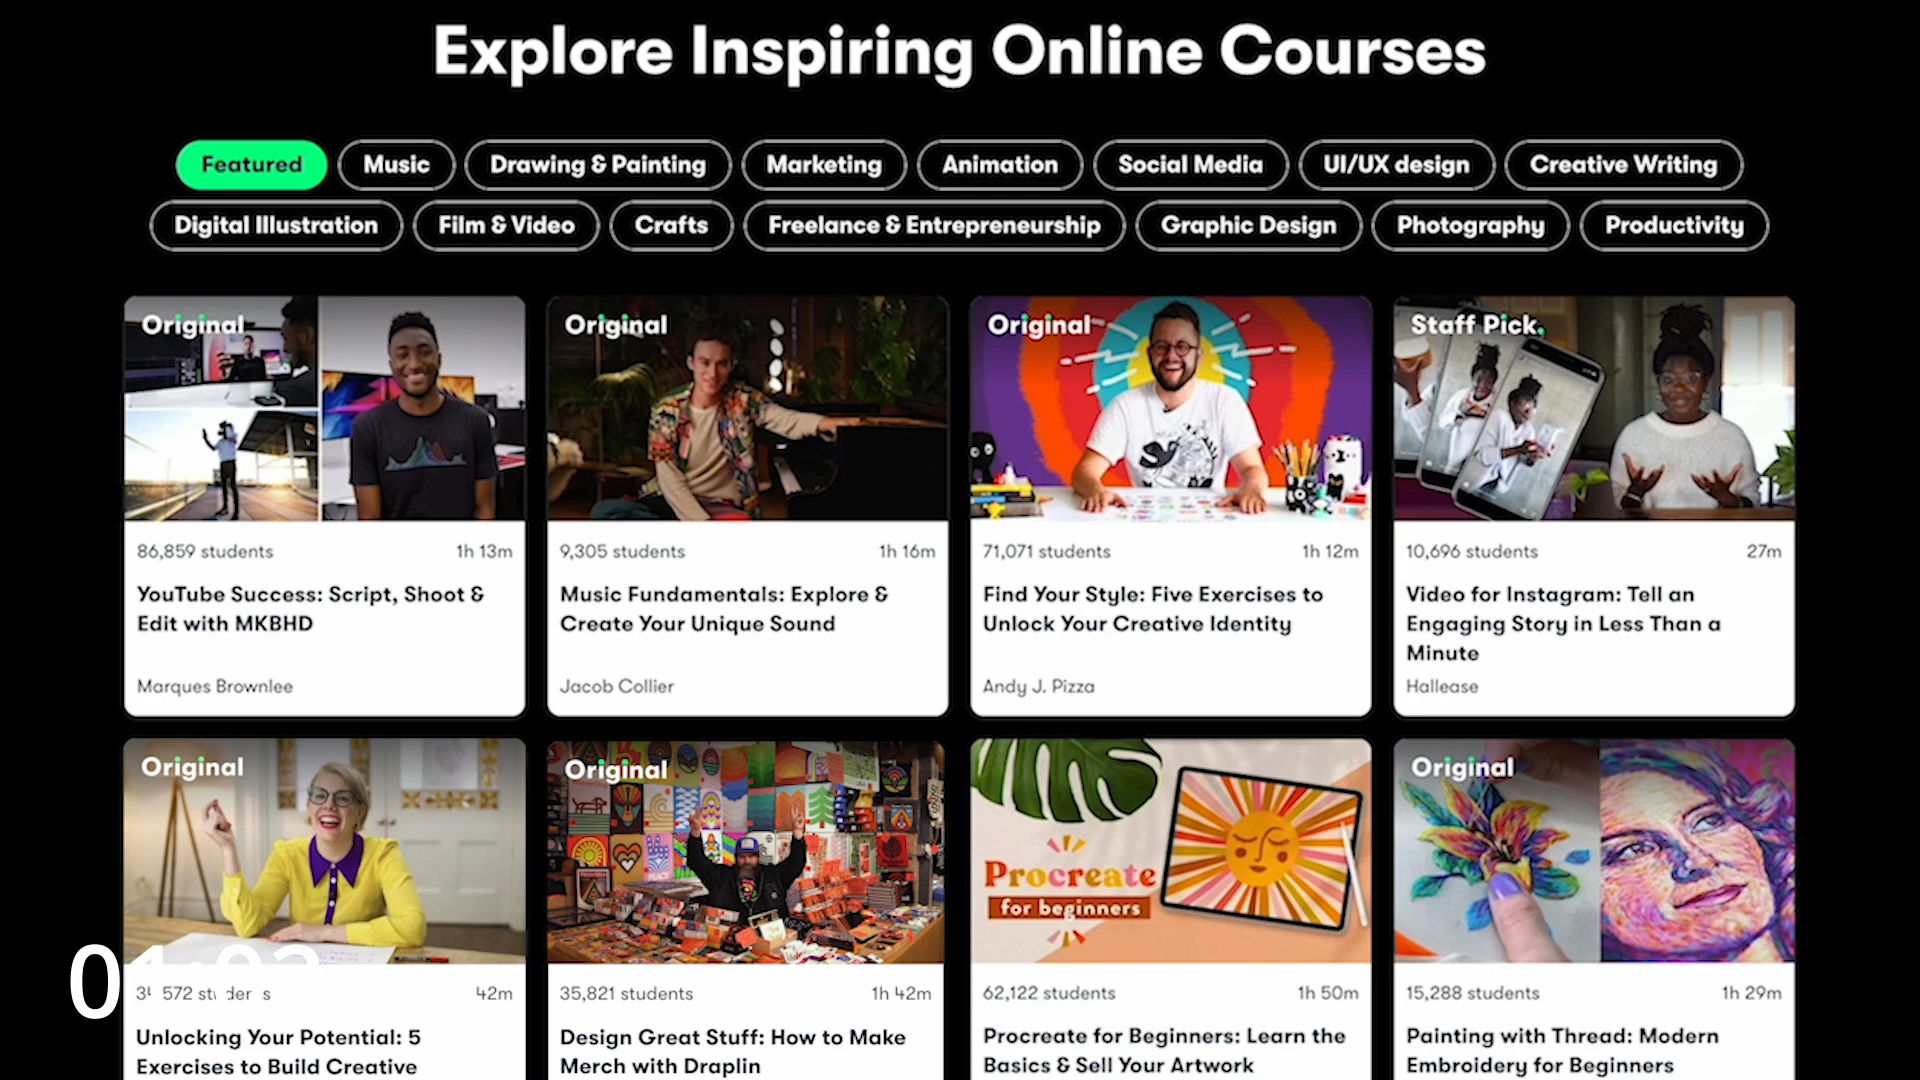 Explore Inspiring Online Courses
Featured
Music
Drawing & Painting
Marketing
Animation
Social Media
UI/UX design
Creative Writing
Digital Illustration
Film & Video
Crafts
Freelance & Entrepreneurship
Graphic Design
Photography
Productivity
Original
86,859 students
1h 13m
YouTube Success: Script, Shoot &
Edit with MKBHD
Marques Brownlee
Original
9,305 students
1h 16m
Music Fundamentals: Explore &
Create Your Unique Sound
Jacob Collier
Original
71,071 students
1h 12m
Find Your Style: Five Exercises to
Unlock Your Creative Identity
Andy J. Pizza
Staff Pick.
10,696 students
27m
Video for Instagram: Tell an
Engaging Story in Less Than a
Minute
Hallease
Original
42m
Unlocking Your Potential: 5
Exercises to Build Creative
Original
35,821 students
1h 42m
Design Great Stuff: How to Make
Merch with Draplin
Procreate
for beginners
62,122 students
1h 50m
Procreate for Beginners: Learn the
Basics & Sell Your Artwork
Original
15,288 students
1h 29m
Painting with Thread: Modern
Embroidery for Beginners